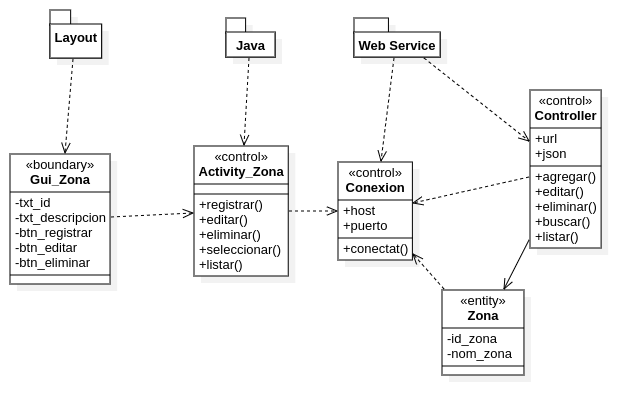 Layout
Java
Web Service
«control»
Controller
+url
+json
+agregar()
+editar()
+eliminar()
+buscar()
+listar()
«boundary»
Gui_Zona
-txt_id
-txt_descripcion
-btn_registrar
-btn_editar
-btn_eliminar
«control»
Activity_Zona
+registrar()
+editar()
+eliminar()
+seleccionar()
+listar()
«control»
Conexion
+host
+puerto
+conectat()
«entity»
Zona
-id_zona
-nom_zona